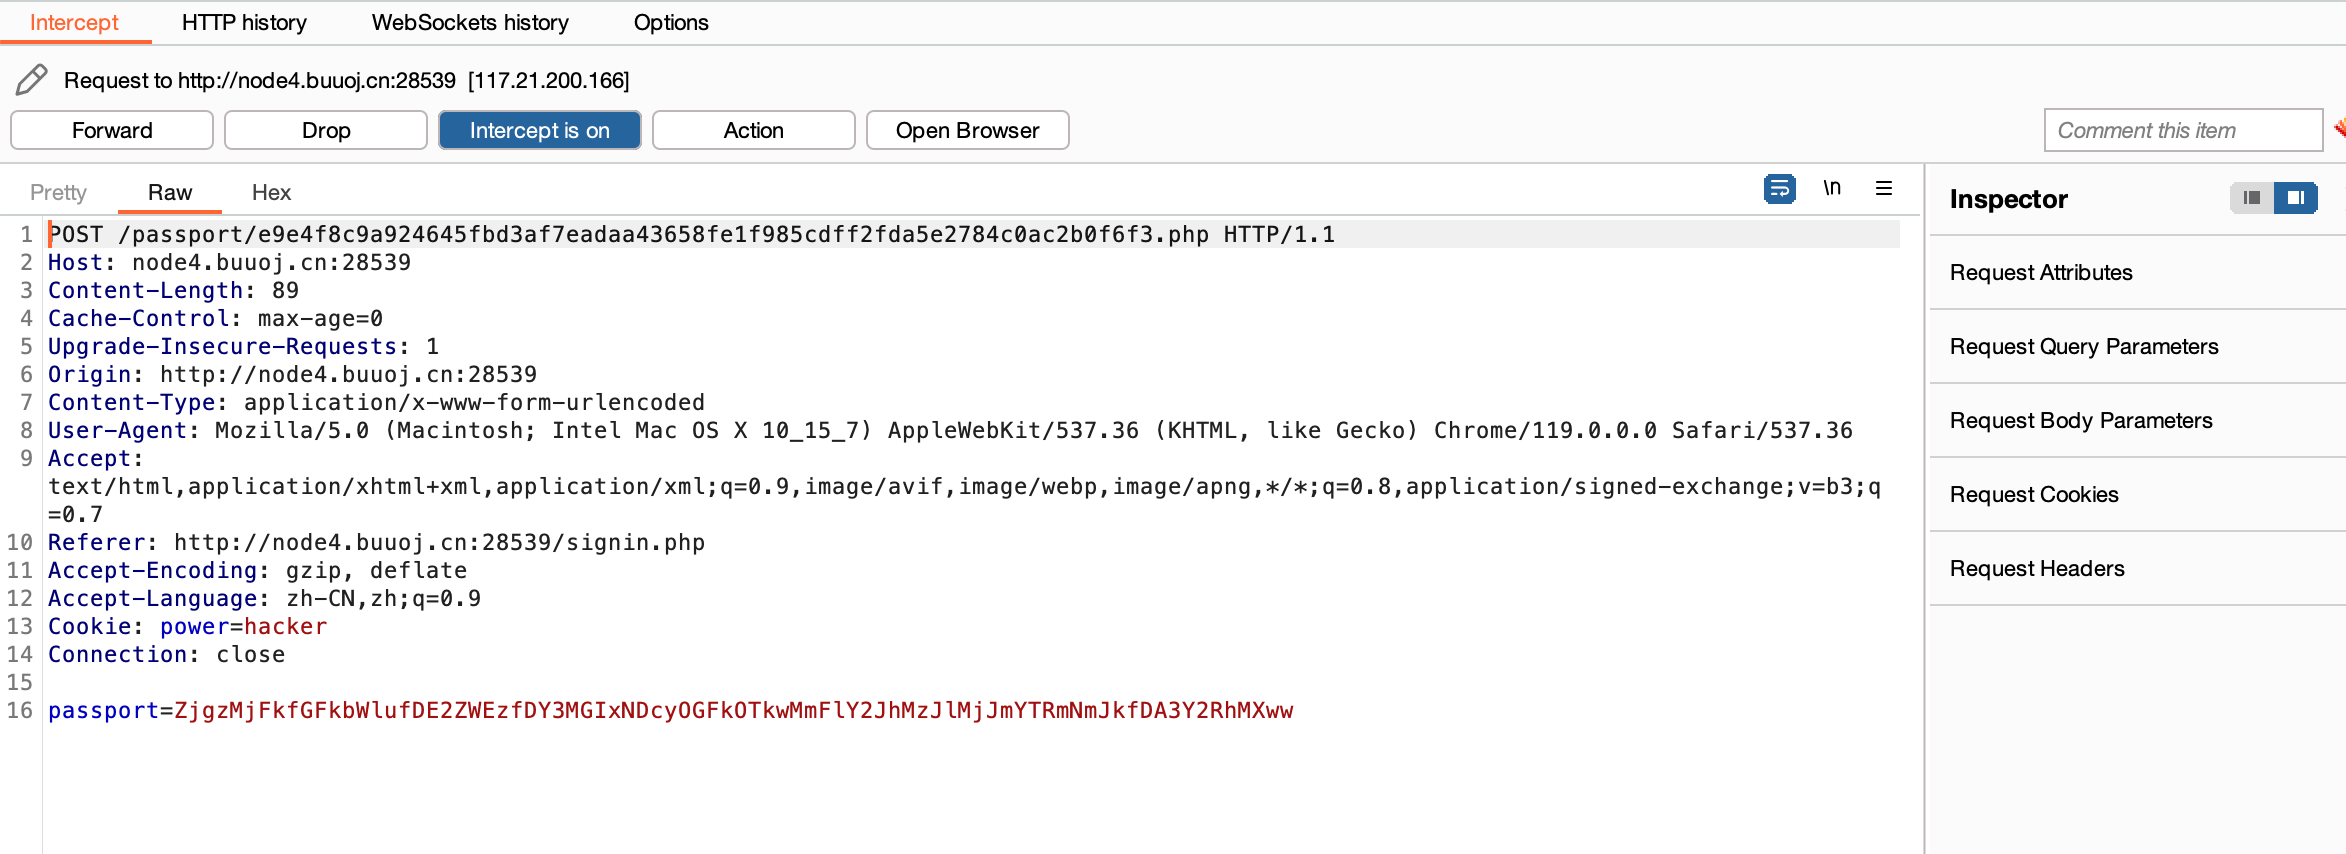 Intercept HTTP history WebSockets history Options
Request to http://node4.buuoj.cn:28539 [117.21.200.166]
Forward Drop Intercept is on Action Open Browser Comment this item
Pretty Raw Hex \n
Inspector
1 POST /passport/e9e4f8c9a924645fbd3af7eadaa43658fe1f985cdff2fda5e2784c0ac2b0f6f3.php HTTP/1.1
2 Host: node4.buuoj.cn:28539
3 Content-Length: 89
4 Cache-Control: max-age=0
5 Upgrade-Insecure-Requests: 1
6 Origin: http://node4.buuoj.cn:28539
7 Content-Type: application/x-www-form-urlencoded
8 User-Agent: Mozilla/5.0 (Macintosh; Intel Mac OS X 10_15_7) AppleWebKit/537.36 (KHTML, like Gecko) Chrome/119.0.0.0 Safari/537.36
9 Accept:
text/html,application/xhtml+xml,application/xml;q=0.9,image/avif,image/webp,image/apng,*/*;q=0.8,application/signed-exchange;v=b3;q
=0.7
10 Referer: http://node4.buuoj.cn:28539/signin.php
11 Accept-Encoding: gzip, deflate
12 Accept-Language: zh-CN,zh;q=0.9
13 Cookie: power=hacker
14 Connection: close
15
16 passport=ZjgzMjFkfGFkbWlufDE2ZWEzfDY3MGIxNDcyOGFkOTkwMmFlY2JhMzJlMjJmYTRmNmJkfDA3Y2RhMXww
Request Attributes
Request Query Parameters
Request Body Parameters
Request Cookies
Request Headers